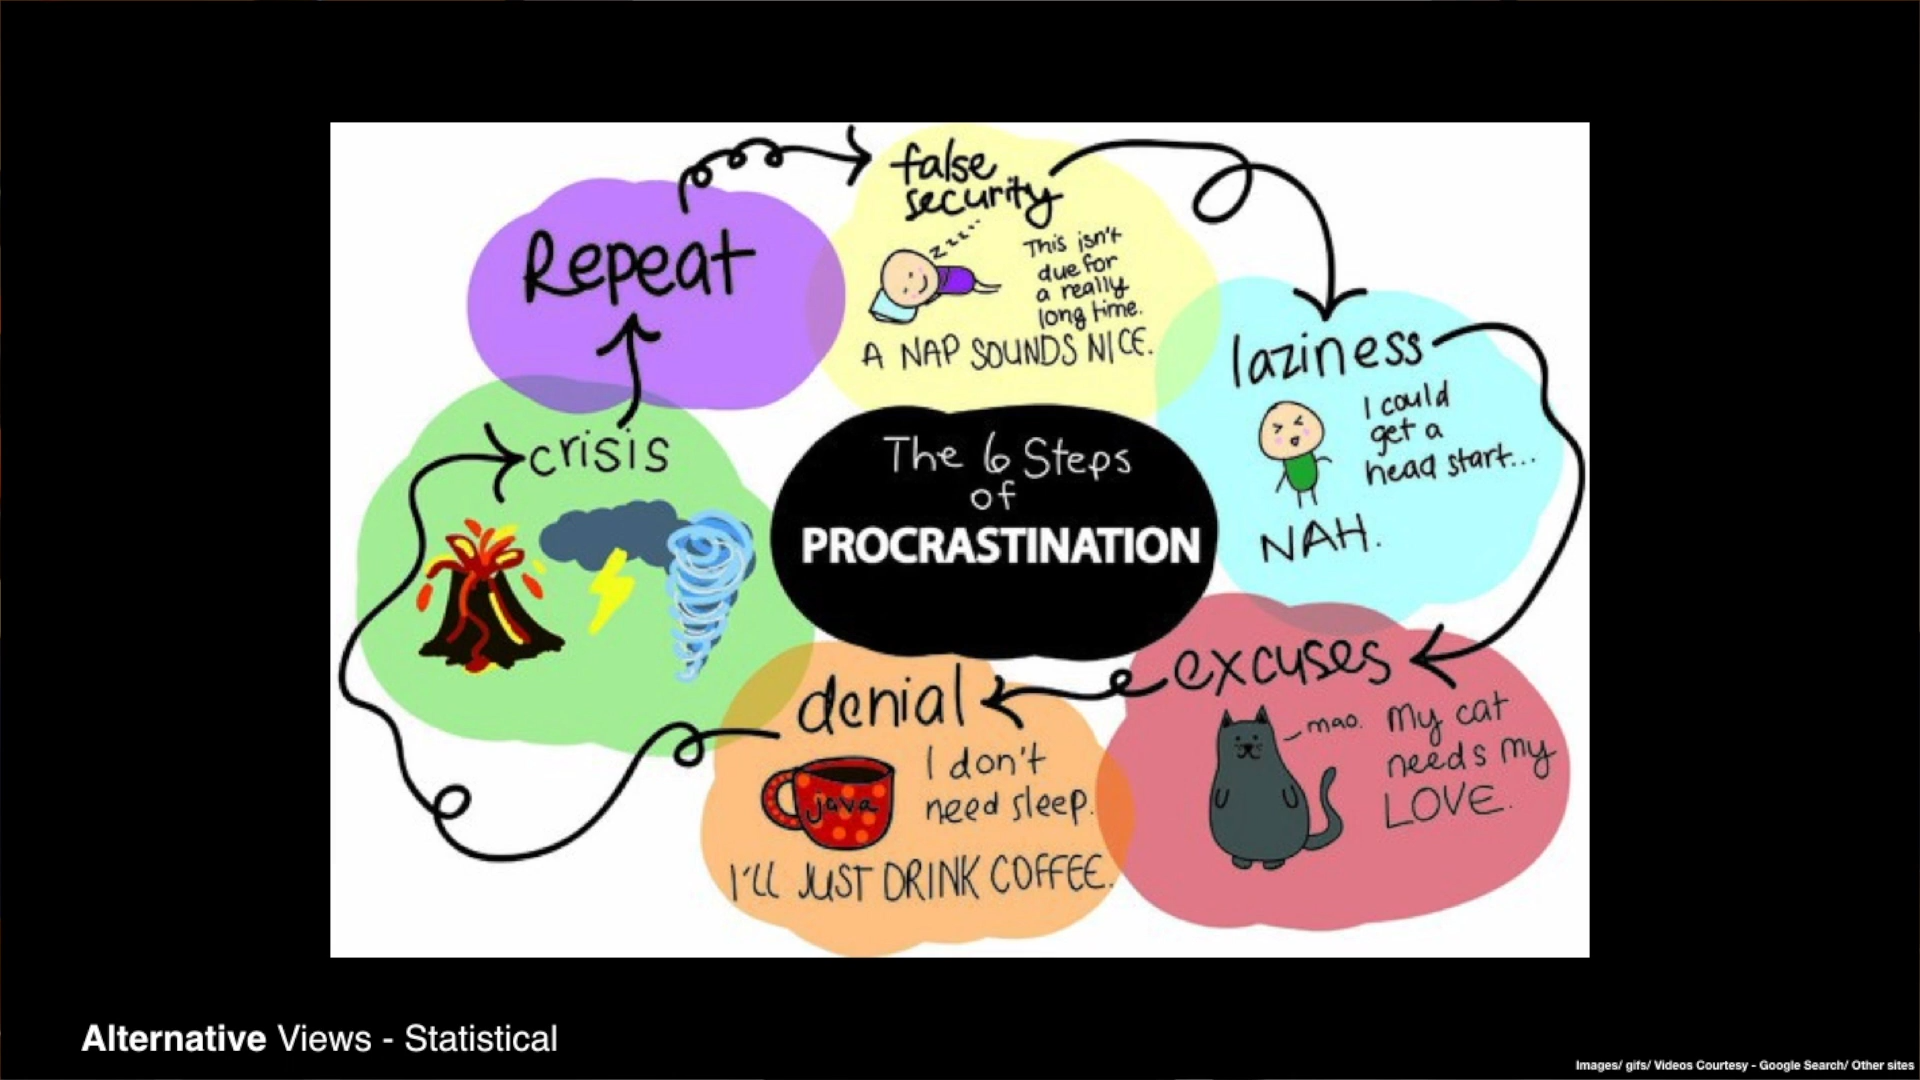 The 6 Steps
of
PROCRASTINATION
false
security
z z z z...
This isn't
due for
a really
long time.
A NAP SOUNDS NICE.
laziness
I could
get a
head start...
NAH.
excuses
mao.
My cat
needs my
LOVE.
denial
java
I don't
need sleep.
I'LL JUST DRINK COFFEE.
crisis
Repeat
Alternative Views - Statistical
Images/ gifs/ Videos Courtesy - Google Search/ Other sites